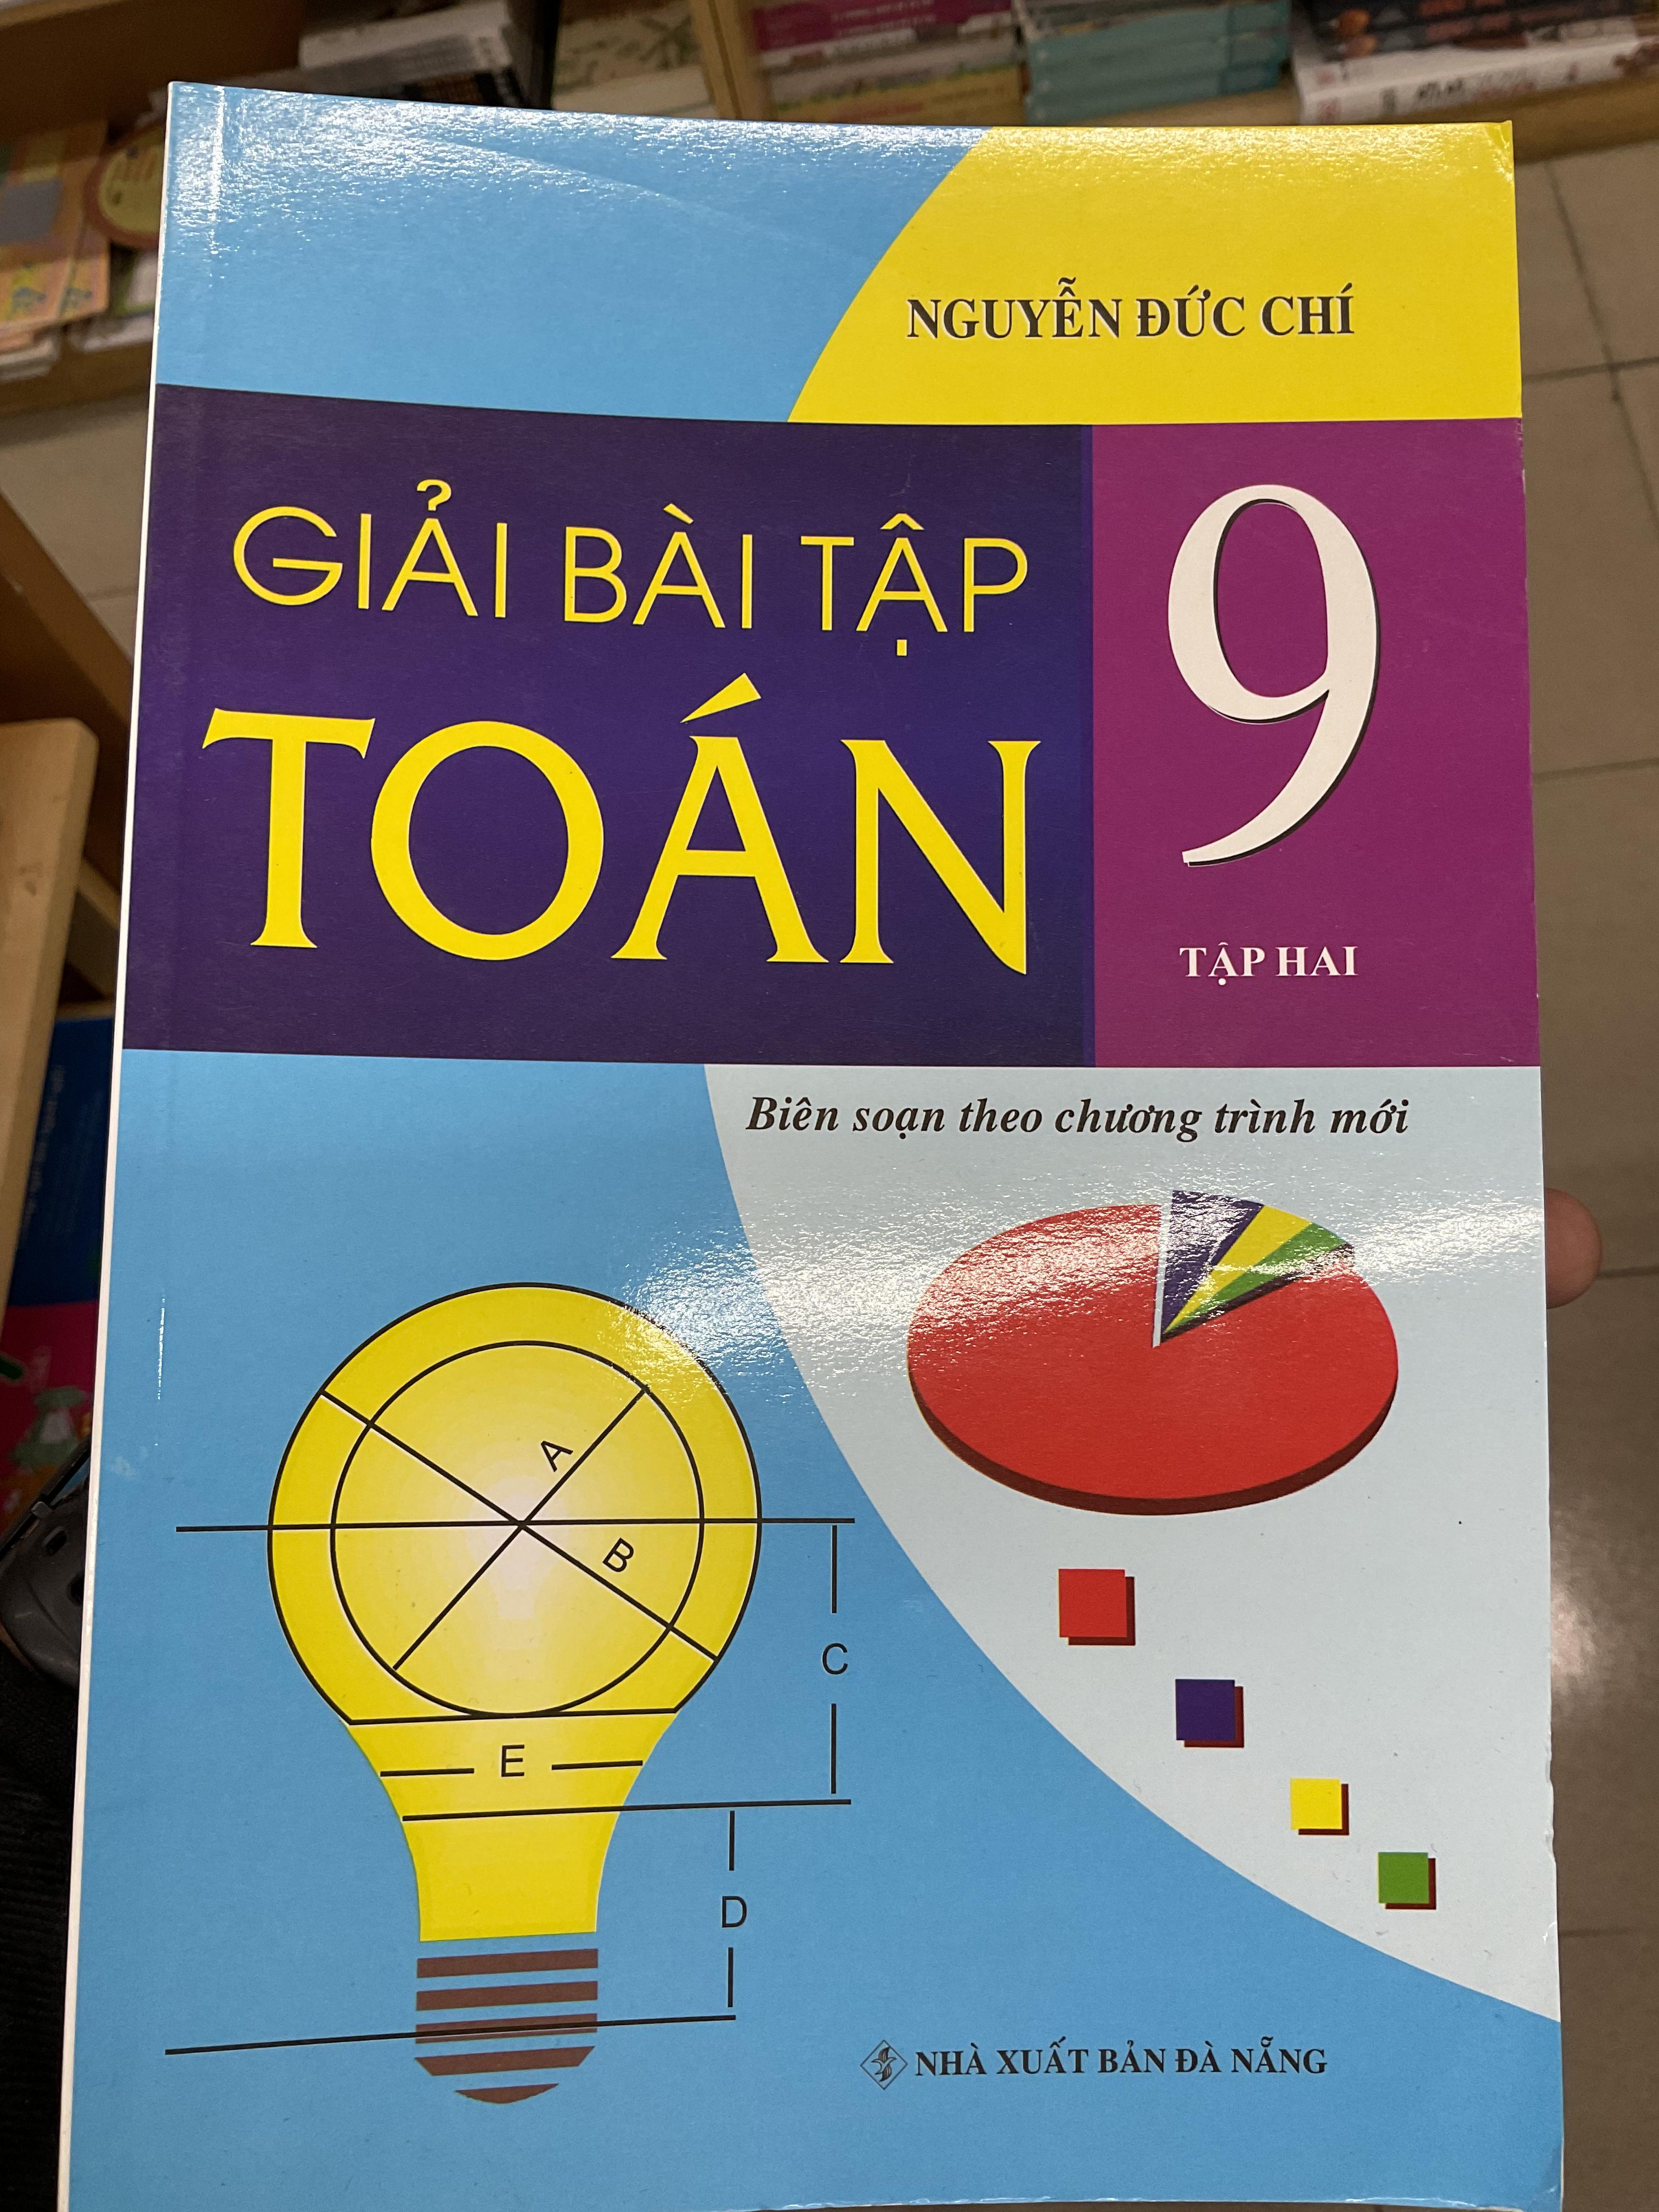 NGUYỄN ĐỨC CHÍ
GIẢI BÀI TẬP
TOÁN
9
TẬP HAI
Biên soạn theo chương trình mới
A
B
C
E
D
NHÀ XUẤT BẢN ĐÀ NẴNG